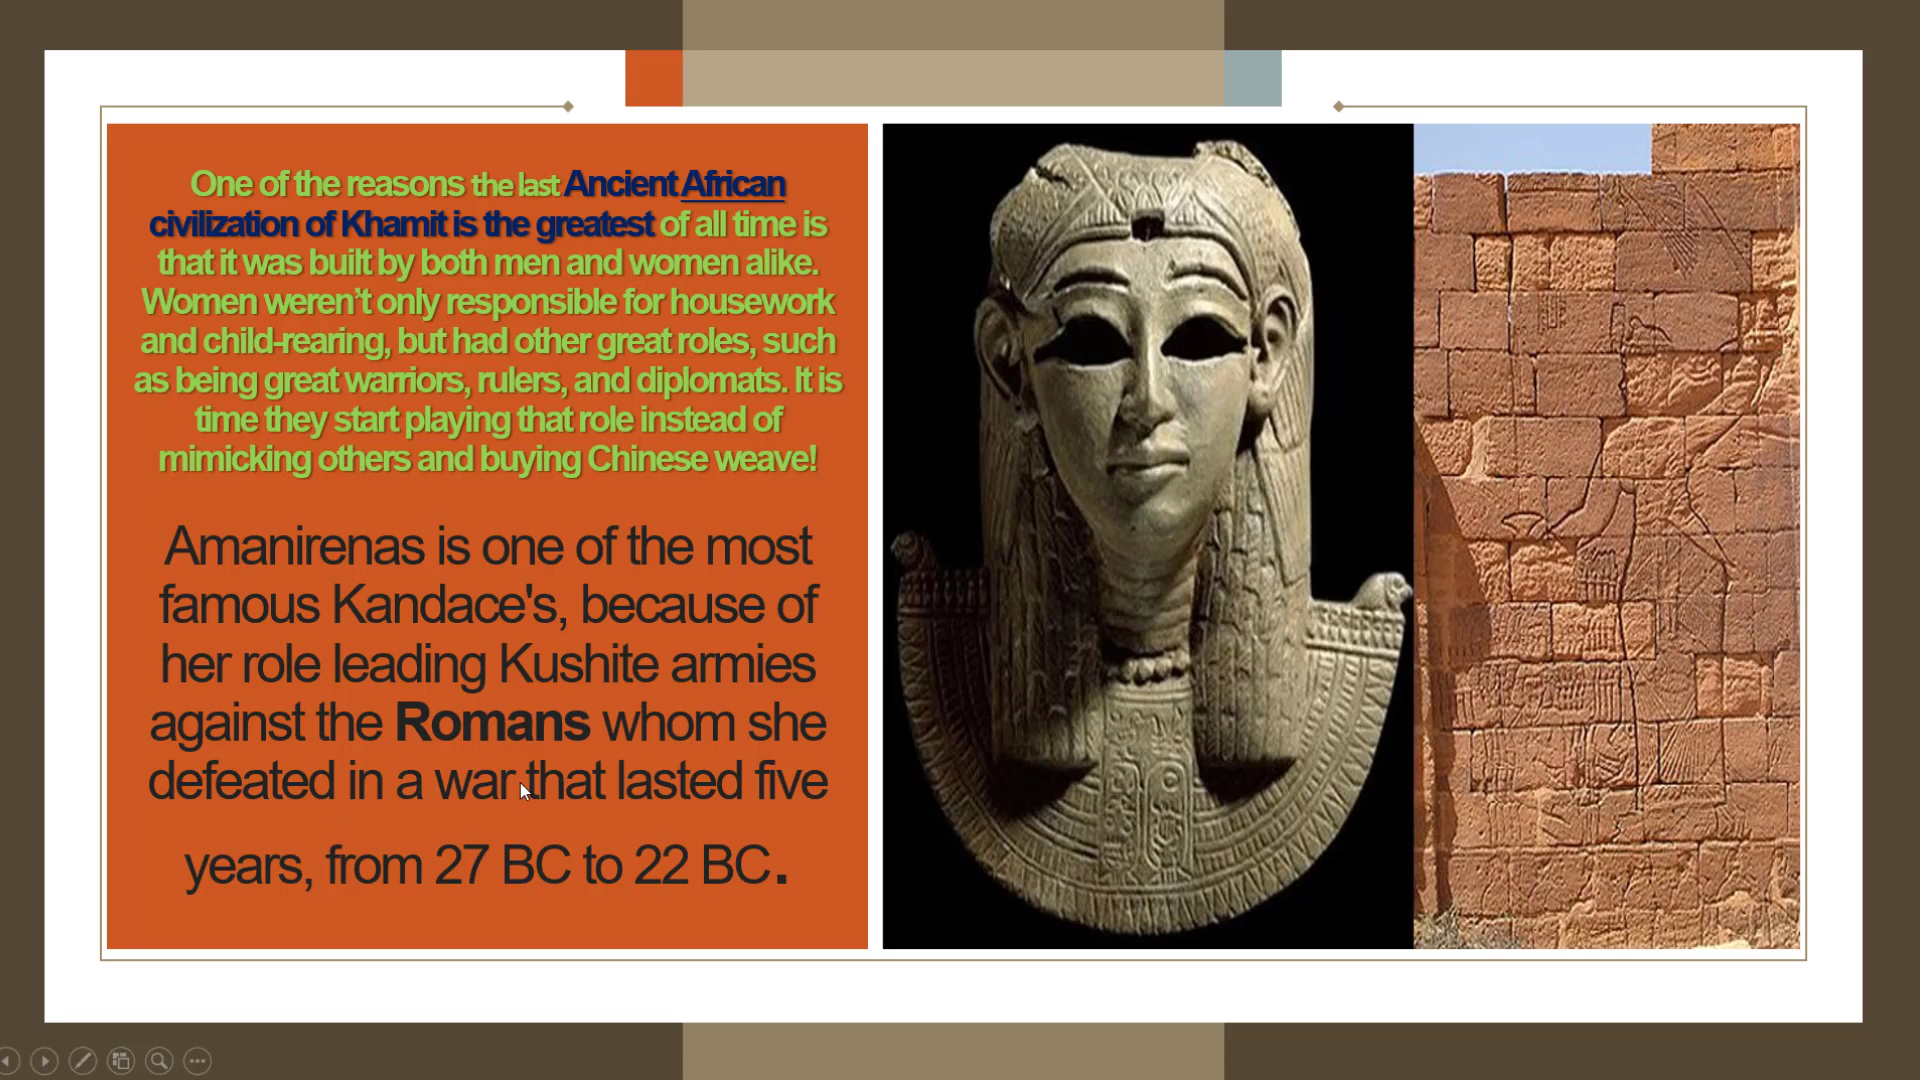 One of the reasons the last Ancient African
civilization of Khamit is the greatest of all time is
that it was built by both men and women alike.
Women weren’t only responsible for housework
and child-rearing, but had other great roles, such
as being great warriors, rulers, and diplomats. It is
time they start playing that role instead of
mimicking others and buying Chinese weave!
Amanirenas is one of the most
famous Kandace's, because of
her role leading Kushite armies
against the Romans whom she
defeated in a war that lasted five
years, from 27 BC to 22 BC.